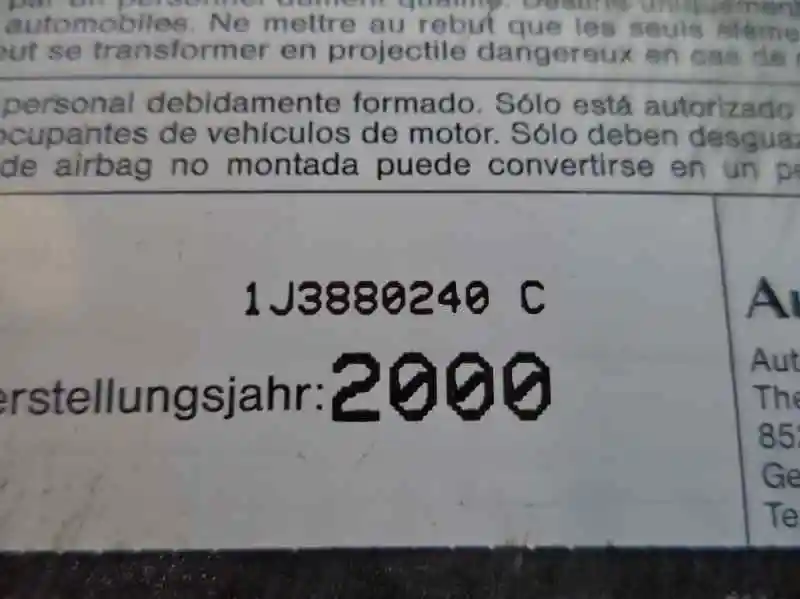 automobiles. Ne mettre au rebut que les seuls
se transformer en projectile dangereux en cas de
personal debidamente formado. Sólo está autorizado
ocupantes de vehículos de motor. Sólo deben
de airbag no montada puede convertirse en un
1J3880240 C
erstellungsjahr: 2000
Au
Aut
The
85
Ge
Te